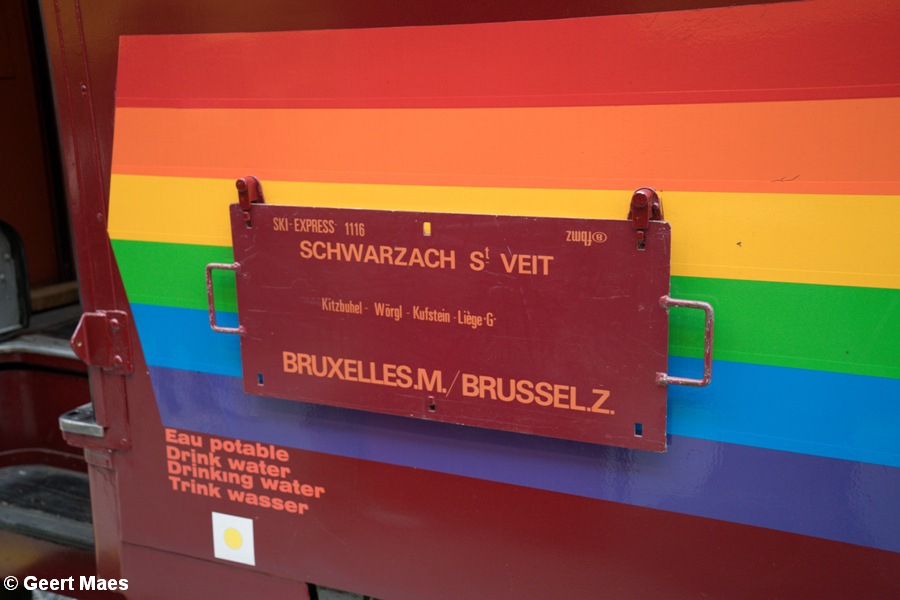 SKI-EXPRESS 1116
SCHWARZACH St VEIT
Kitzbuhel - Wörgl - Kufstein - Liège-G-
BRUXELLES.M./BRUSSEL.Z.
Eau potable
Drink water
Drinking water
Trink wasser
© Geert Maes